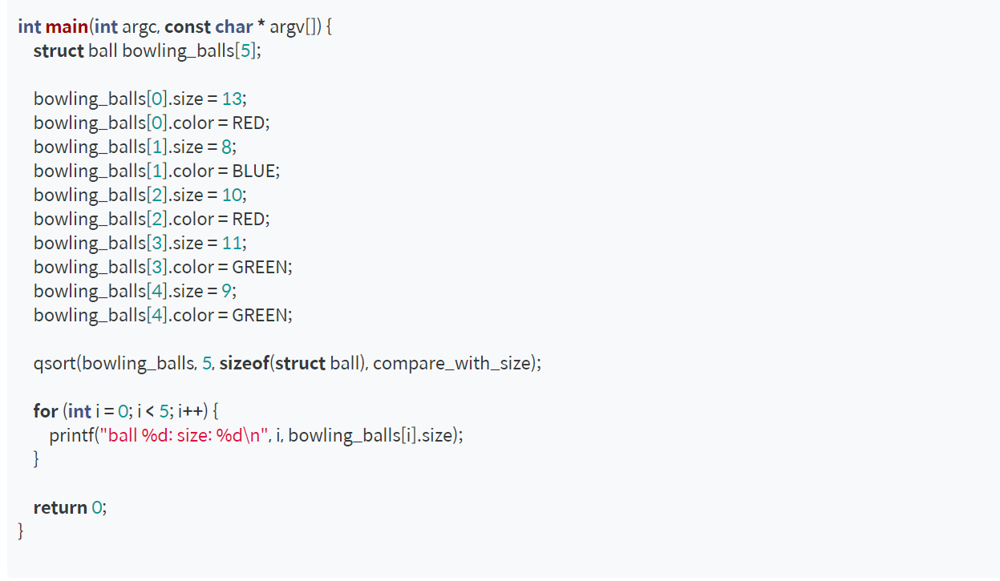 int main(int argc, const char * argv[]) {
struct ball bowling_balls[5];
bowling_balls[0].size = 13;
bowling_balls[0].color = RED;
bowling_balls[1].size = 8;
bowling_balls[1].color = BLUE;
bowling_balls[2].size = 10;
bowling_balls[2].color = RED;
bowling_balls[3].size = 11;
bowling_balls[3].color = GREEN;
bowling_balls[4].size = 9;
bowling_balls[4].color = GREEN;
qsort(bowling_balls, 5, sizeof(struct ball), compare_with_size);
for (int i = 0; i < 5; i++) {
printf("ball %d: size: %d\n", i, bowling_balls[i].size);
}
return 0;
}